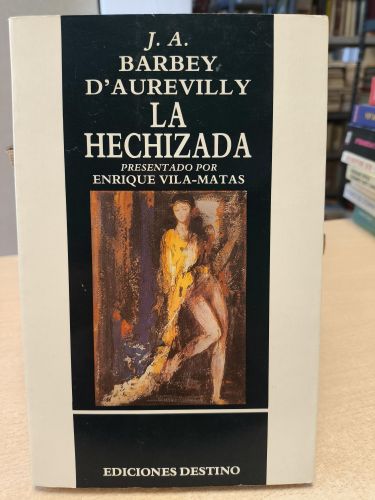 J. A.
BARBEY
D'AUREVILLY
LA
HECHIZADA
PRESENTADO POR
ENRIQUE VILA-MATAS
EDICIONES DESTINO